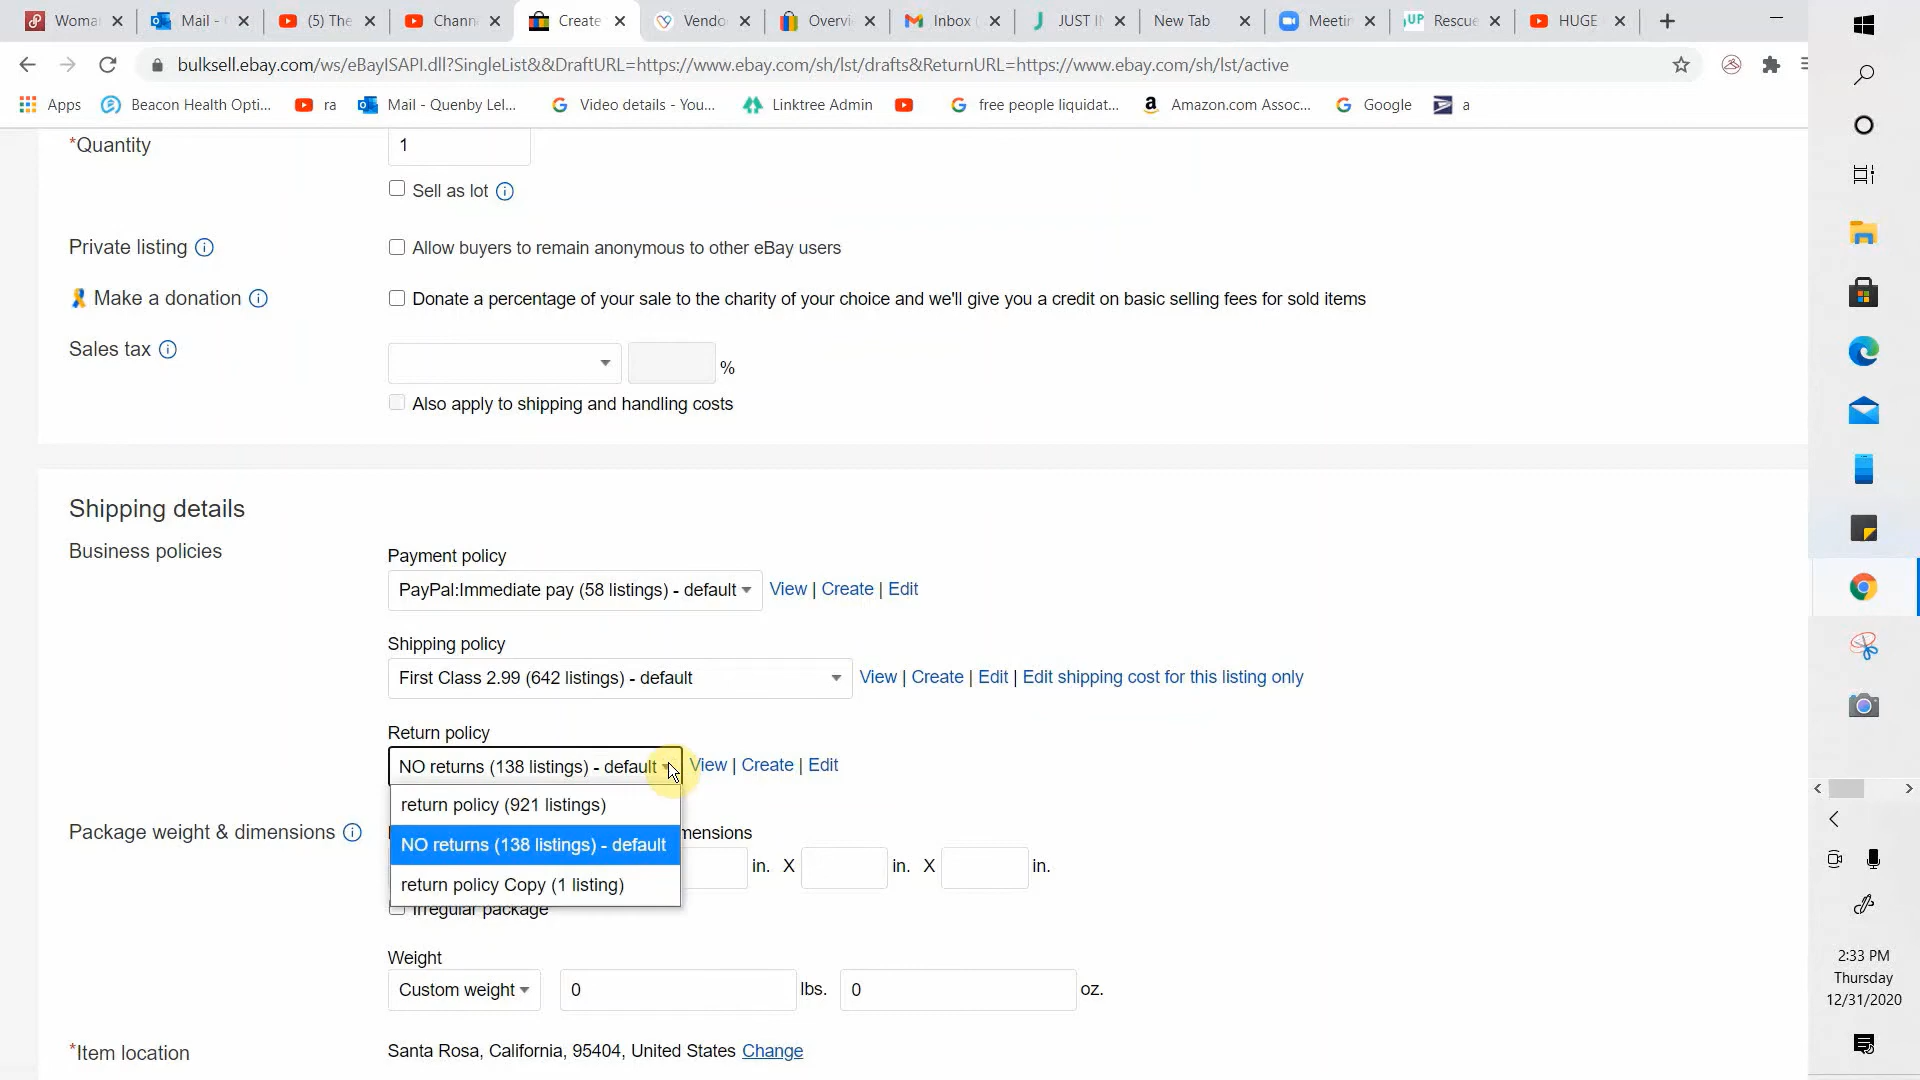 Woma
Mail -
(5) The
Chann
Create
Vendo
Overvi
Inbox
JUST I
New Tab
Meetin
Rescue
HUGE
bulksell.ebay.com/ws/eBayISAPI.dll?SingleList&&DraftURL=https://www.ebay.com/sh/lst/drafts&ReturnURL=https://www.ebay.com/sh/lst/active
Apps
Beacon Health Opti...
ra
Mail - Quenby Lel...
Video details - You...
Linktree Admin
free people liquidat...
Amazon.com Assoc...
Google
a
*Quantity
1
Sell as lot
Private listing
Allow buyers to remain anonymous to other eBay users
Make a donation
Donate a percentage of your sale to the charity of your choice and we'll give you a credit on basic selling fees for sold items
Sales tax
%
Also apply to shipping and handling costs
Shipping details
Business policies
Payment policy
PayPal:Immediate pay (58 listings) - default
View | Create | Edit
Shipping policy
First Class 2.99 (642 listings) - default
View | Create | Edit | Edit shipping cost for this listing only
Return policy
NO returns (138 listings) - default
View | Create | Edit
return policy (921 listings)
NO returns (138 listings) - default
return policy Copy (1 listing)
Package weight & dimensions
mensions
in. X in. X in.
Irregular package
Weight
Custom weight
0 lbs. 0 oz.
*Item location
Santa Rosa, California, 95404, United States Change
2:33 PM
Thursday
12/31/2020